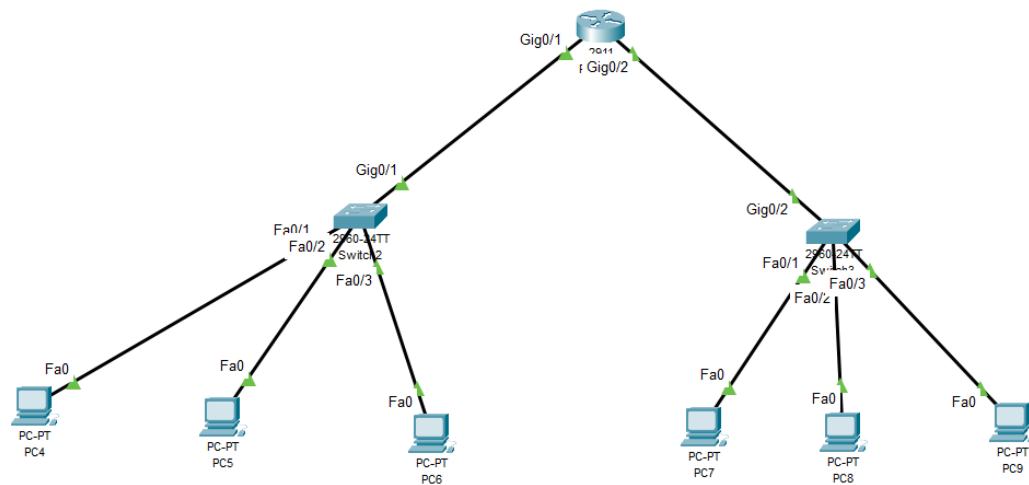 Gig0/1
2911
Gig0/2
Gig0/1
Gig0/2
Fa0/1
Fa0/2
2960-24TT
Switch2
Fa0/3
2960-24TT
Fa0/1
Fa0/3
Fa0/2
Fa0
Fa0
Fa0
Fa0
Fa0
Fa0
PC-PT
PC4
PC-PT
PC5
PC-PT
PC6
PC-PT
PC7
PC-PT
PC8
PC-PT
PC9